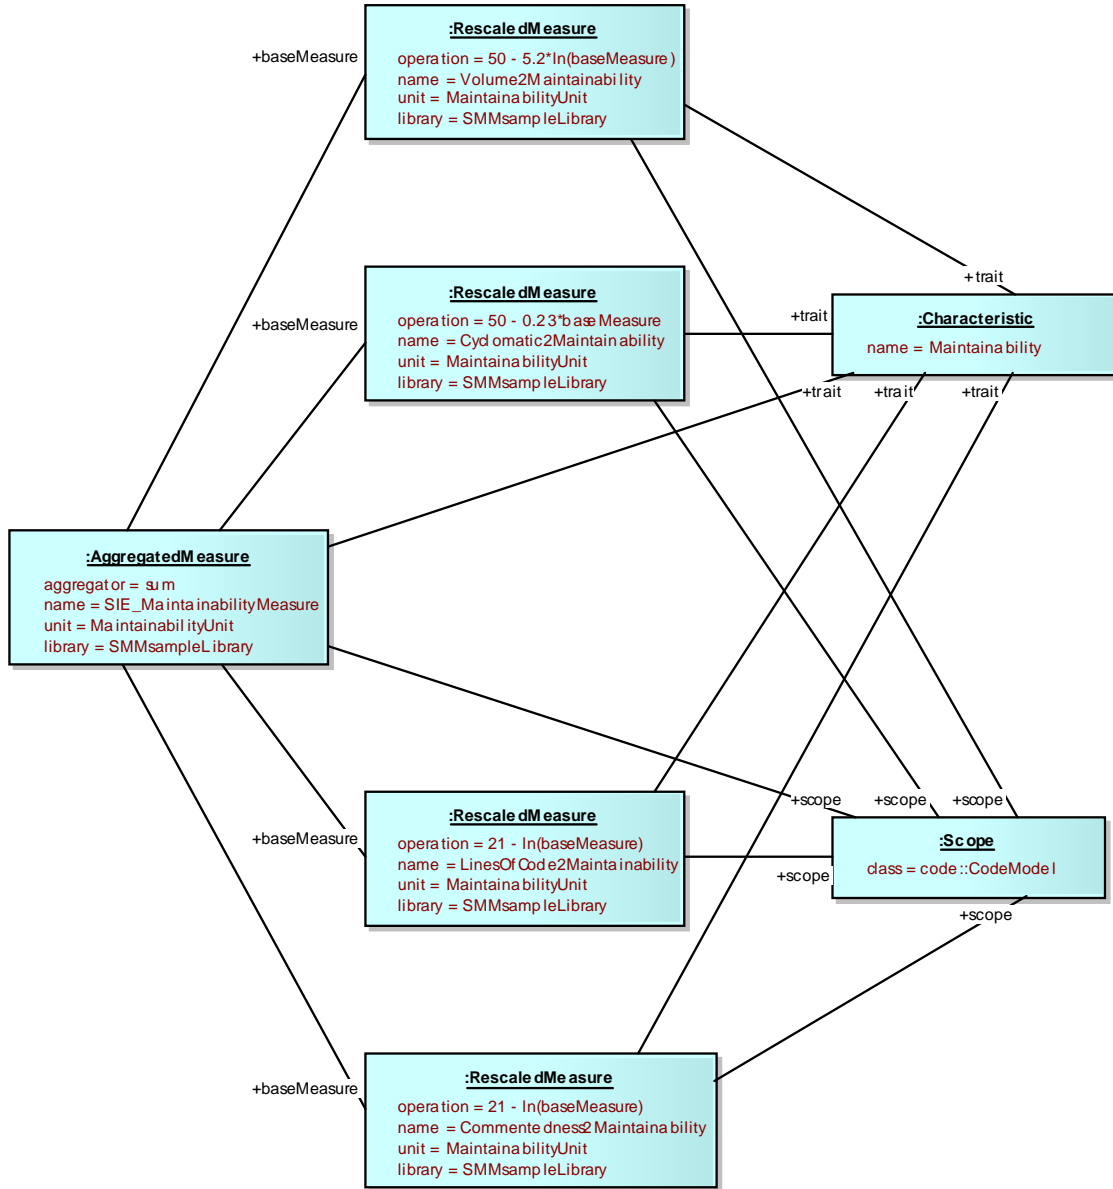 :RescaledMeasure
operation = 50 - 5.2*ln(baseMeasure)
name = Volume2Maintainability
unit = MaintainabilityUnit
library = SMMsampleLibrary
+baseMeasure
+trait
:RescaledMeasure
operation = 50 - 0.23*baseMeasure
name = Cyclomatic2Maintainability
unit = MaintainabilityUnit
library = SMMsampleLibrary
+baseMeasure
+trait
:Characteristic
name = Maintainability
+trait
+trait
+trait
:AggregatedMeasure
aggregator = sum
name = SIE_MaintainabilityMeasure
unit = MaintainabilityUnit
library = SMMsampleLibrary
:RescaledMeasure
operation = 21 - ln(baseMeasure)
name = LinesOfCode2Maintainability
unit = MaintainabilityUnit
library = SMMsampleLibrary
+baseMeasure
+scope
+scope
+scope
:Scope
class = code::CodeModel
+scope
+scope
:RescaledMeasure
operation = 21 - ln(baseMeasure)
name = Commentedness2Maintainability
unit = MaintainabilityUnit
library = SMMsampleLibrary
+baseMeasure